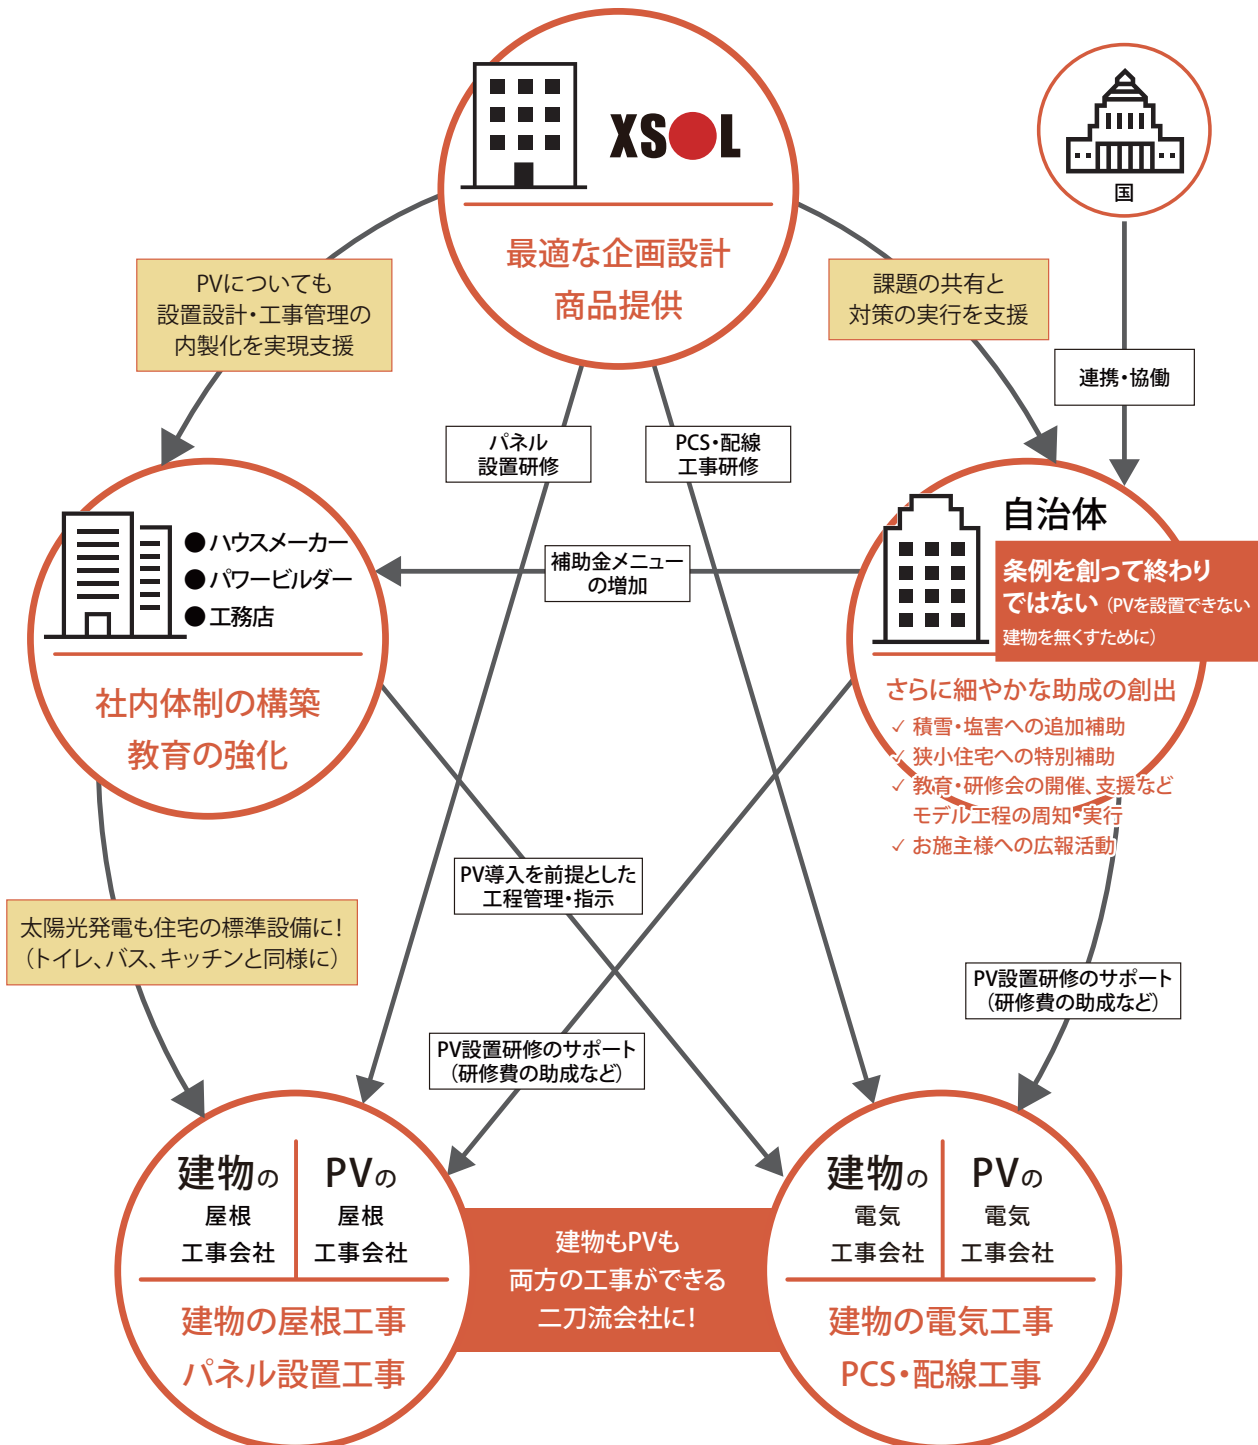 XSOL
最適な企画設計
商品提供
国
PVについても
設置設計・工事管理の
内製化を実現支援
課題の共有と
対策の実行を支援
連携・協働
パネル
設置研修
PCS・配線
工事研修
●ハウスメーカー
●パワービルダー
●工務店
社内体制の構築
教育の強化
補助金メニュー
の増加
自治体
条例を創って終わり
ではない（PVを設置できない
建物を無くすために）
さらに細やかな助成の創出
✓ 積雪・塩害への追加補助
✓ 狭小住宅への特別補助
✓ 教育・研修会の開催、支援など
モデル工程の周知・実行
✓ お施主様への広報活動
PV導入を前提とした
工程管理・指示
太陽光発電も住宅の標準設備に！
（トイレ、バス、キッチンと同様に）
PV設置研修のサポート
（研修費の助成など）
PV設置研修のサポート
（研修費の助成など）
建物の
屋根
工事会社
PVの
屋根
工事会社
建物の屋根工事
パネル設置工事
建物もPVも
両方の工事ができる
二刀流会社に！
建物の
電気
工事会社
PVの
電気
工事会社
建物の電気工事
PCS・配線工事